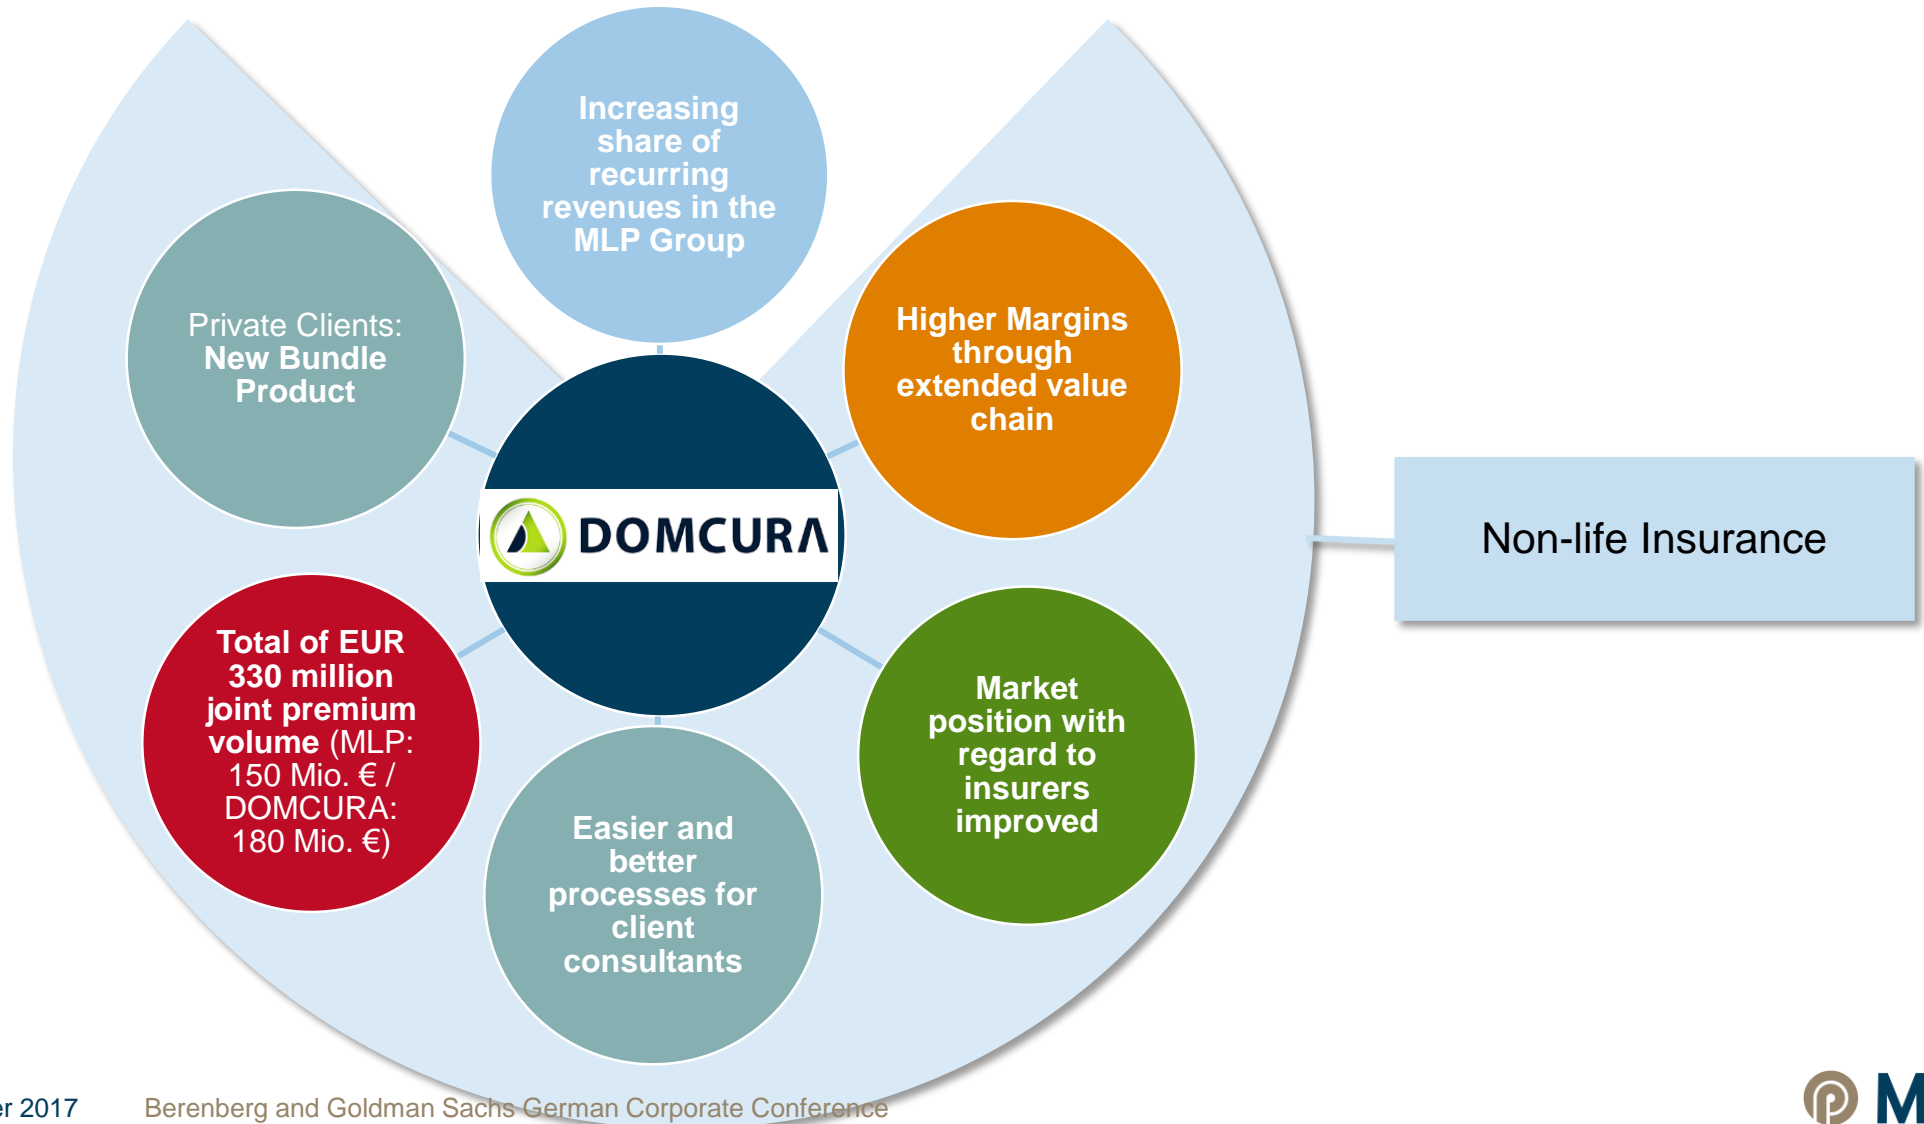 Increasing
share of
recurring
revenues in the
MLP Group
Private Clients:
New Bundle
Product
Higher Margins
through
extended value
chain
DOMCURA
Non-life Insurance
Total of EUR
330 million
joint premium
volume (MLP:
150 Mio. € /
DOMCURA:
180 Mio. €)
Market
position with
regard to
insurers
improved
Easier and
better
processes for
client
consultants
2017
Berenberg and Goldman Sachs German Corporate Conference
M